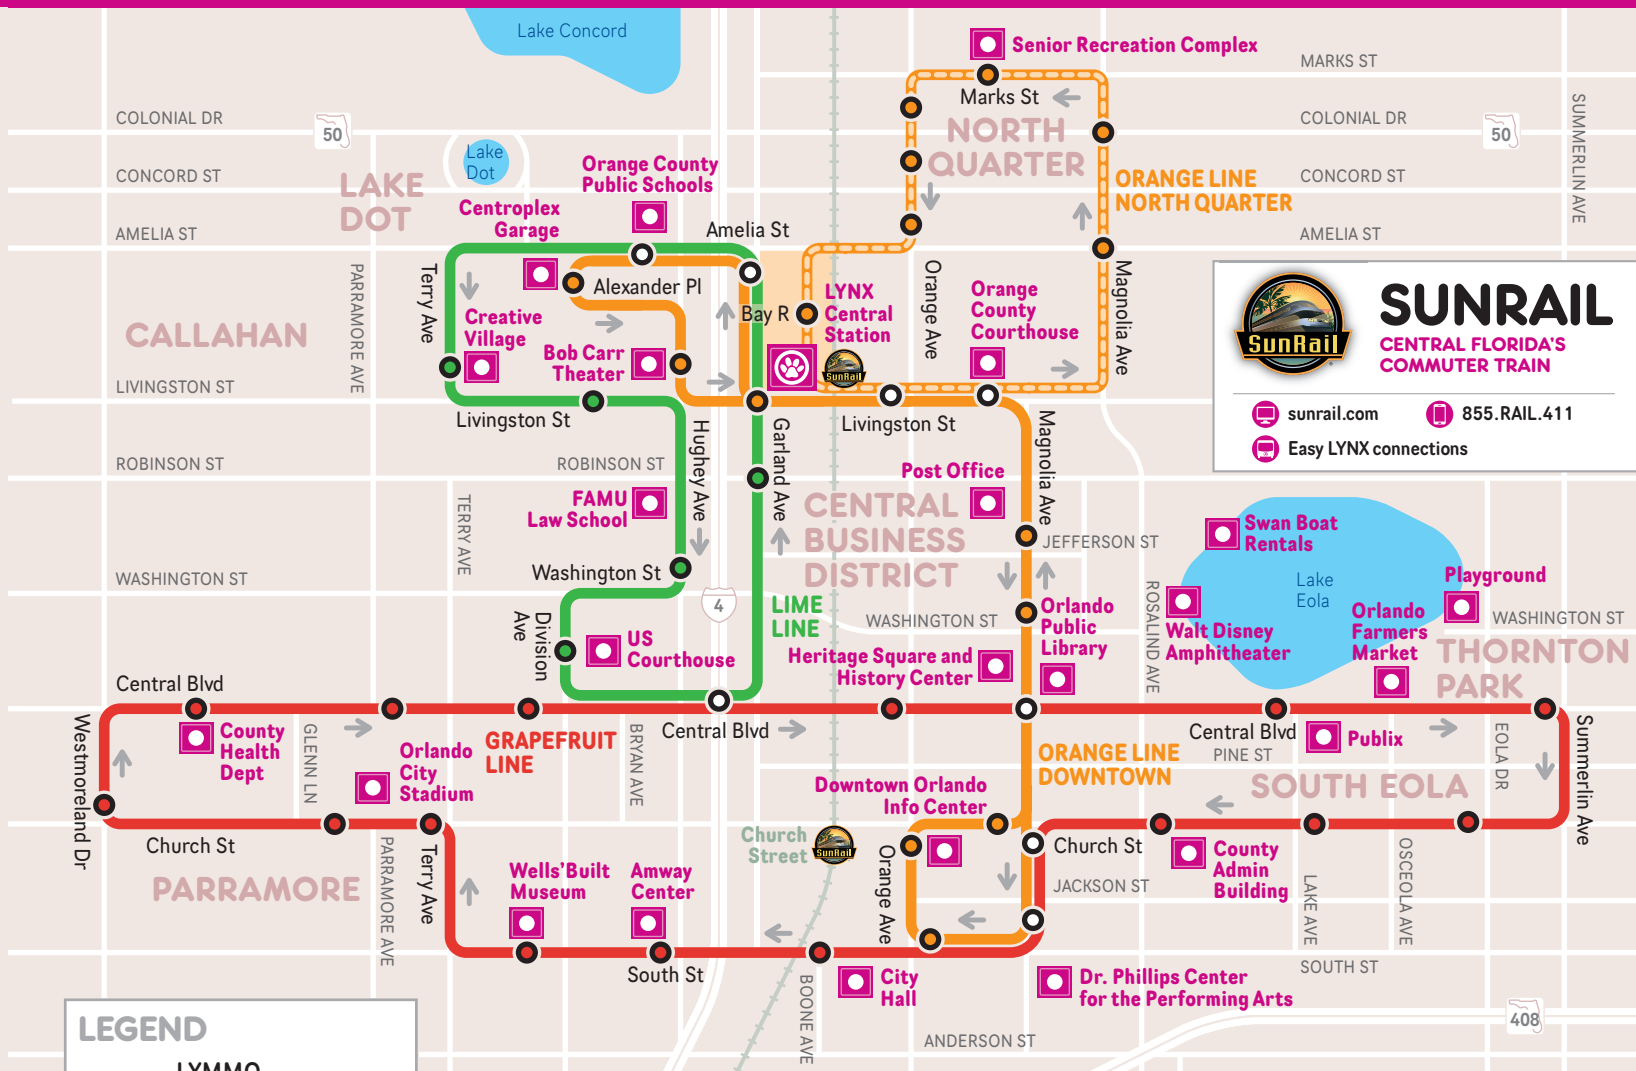 Lake Concord
Senior Recreation Complex
MARKS ST
Marks St
COLONIAL DR
50
COLONIAL DR
50
SUMMERLIN AVE
NORTH
QUARTER
Lake
Dot
Orange County
Public Schools
CONCORD ST
LAKE
DOT
ORANGE LINE
NORTH QUARTER
CONCORD ST
Centroplex
Garage
Amelia St
AMELIA ST
AMELIA ST
PARRAMORE AVE
Terry Ave
Alexander Pl
Bay R
LYNX
Central
Station
Orange Ave
Orange
County
Courthouse
Magnolia Ave
SunRail
SUNRAIL
CENTRAL FLORIDA'S
COMMUTER TRAIN
sunrail.com
855.RAIL.411
Easy LYNX connections
CALLAHAN
Creative
Village
Bob Carr
Theater
SunRail
LIVINGSTON ST
Livingston St
Livingston St
Hughey Ave
Garland Ave
Magnolia Ave
ROBINSON ST
ROBINSON ST
Post Office
TERRY AVE
FAMU
Law School
CENTRAL
BUSINESS
DISTRICT
JEFFERSON ST
Swan Boat
Rentals
Lake
Eola
Playground
WASHINGTON ST
Washington St
4
LIME
LINE
WASHINGTON ST
Orlando
Public
Library
ROSALIND AVE
Walt Disney
Amphitheater
Orlando
Farmers
Market
WASHINGTON ST
THORNTON
PARK
Division
Ave
US
Courthouse
Heritage Square and
History Center
Central Blvd
Central Blvd
Central Blvd
Westmoreland Dr
County
Health
Dept
GLENN LN
Orlando
City
Stadium
GRAPEFRUIT
LINE
BRYAN AVE
ORANGE LINE
DOWNTOWN
PINE ST
Publix
EOLA DR
Summerlin Ave
SOUTH EOLA
Downtown Orlando
Info Center
Church
Street
SunRail
Church St
PARRAMORE AVE
Terry Ave
Orange Ave
Church St
County
Admin
Building
OSCEOLA AVE
LAKE AVE
JACKSON ST
PARRAMORE
Wells'Built
Museum
Amway
Center
South St
BOONE AVE
City
Hall
Dr. Phillips Center
for the Performing Arts
SOUTH ST
408
ANDERSON ST
LEGEND
LYMMO